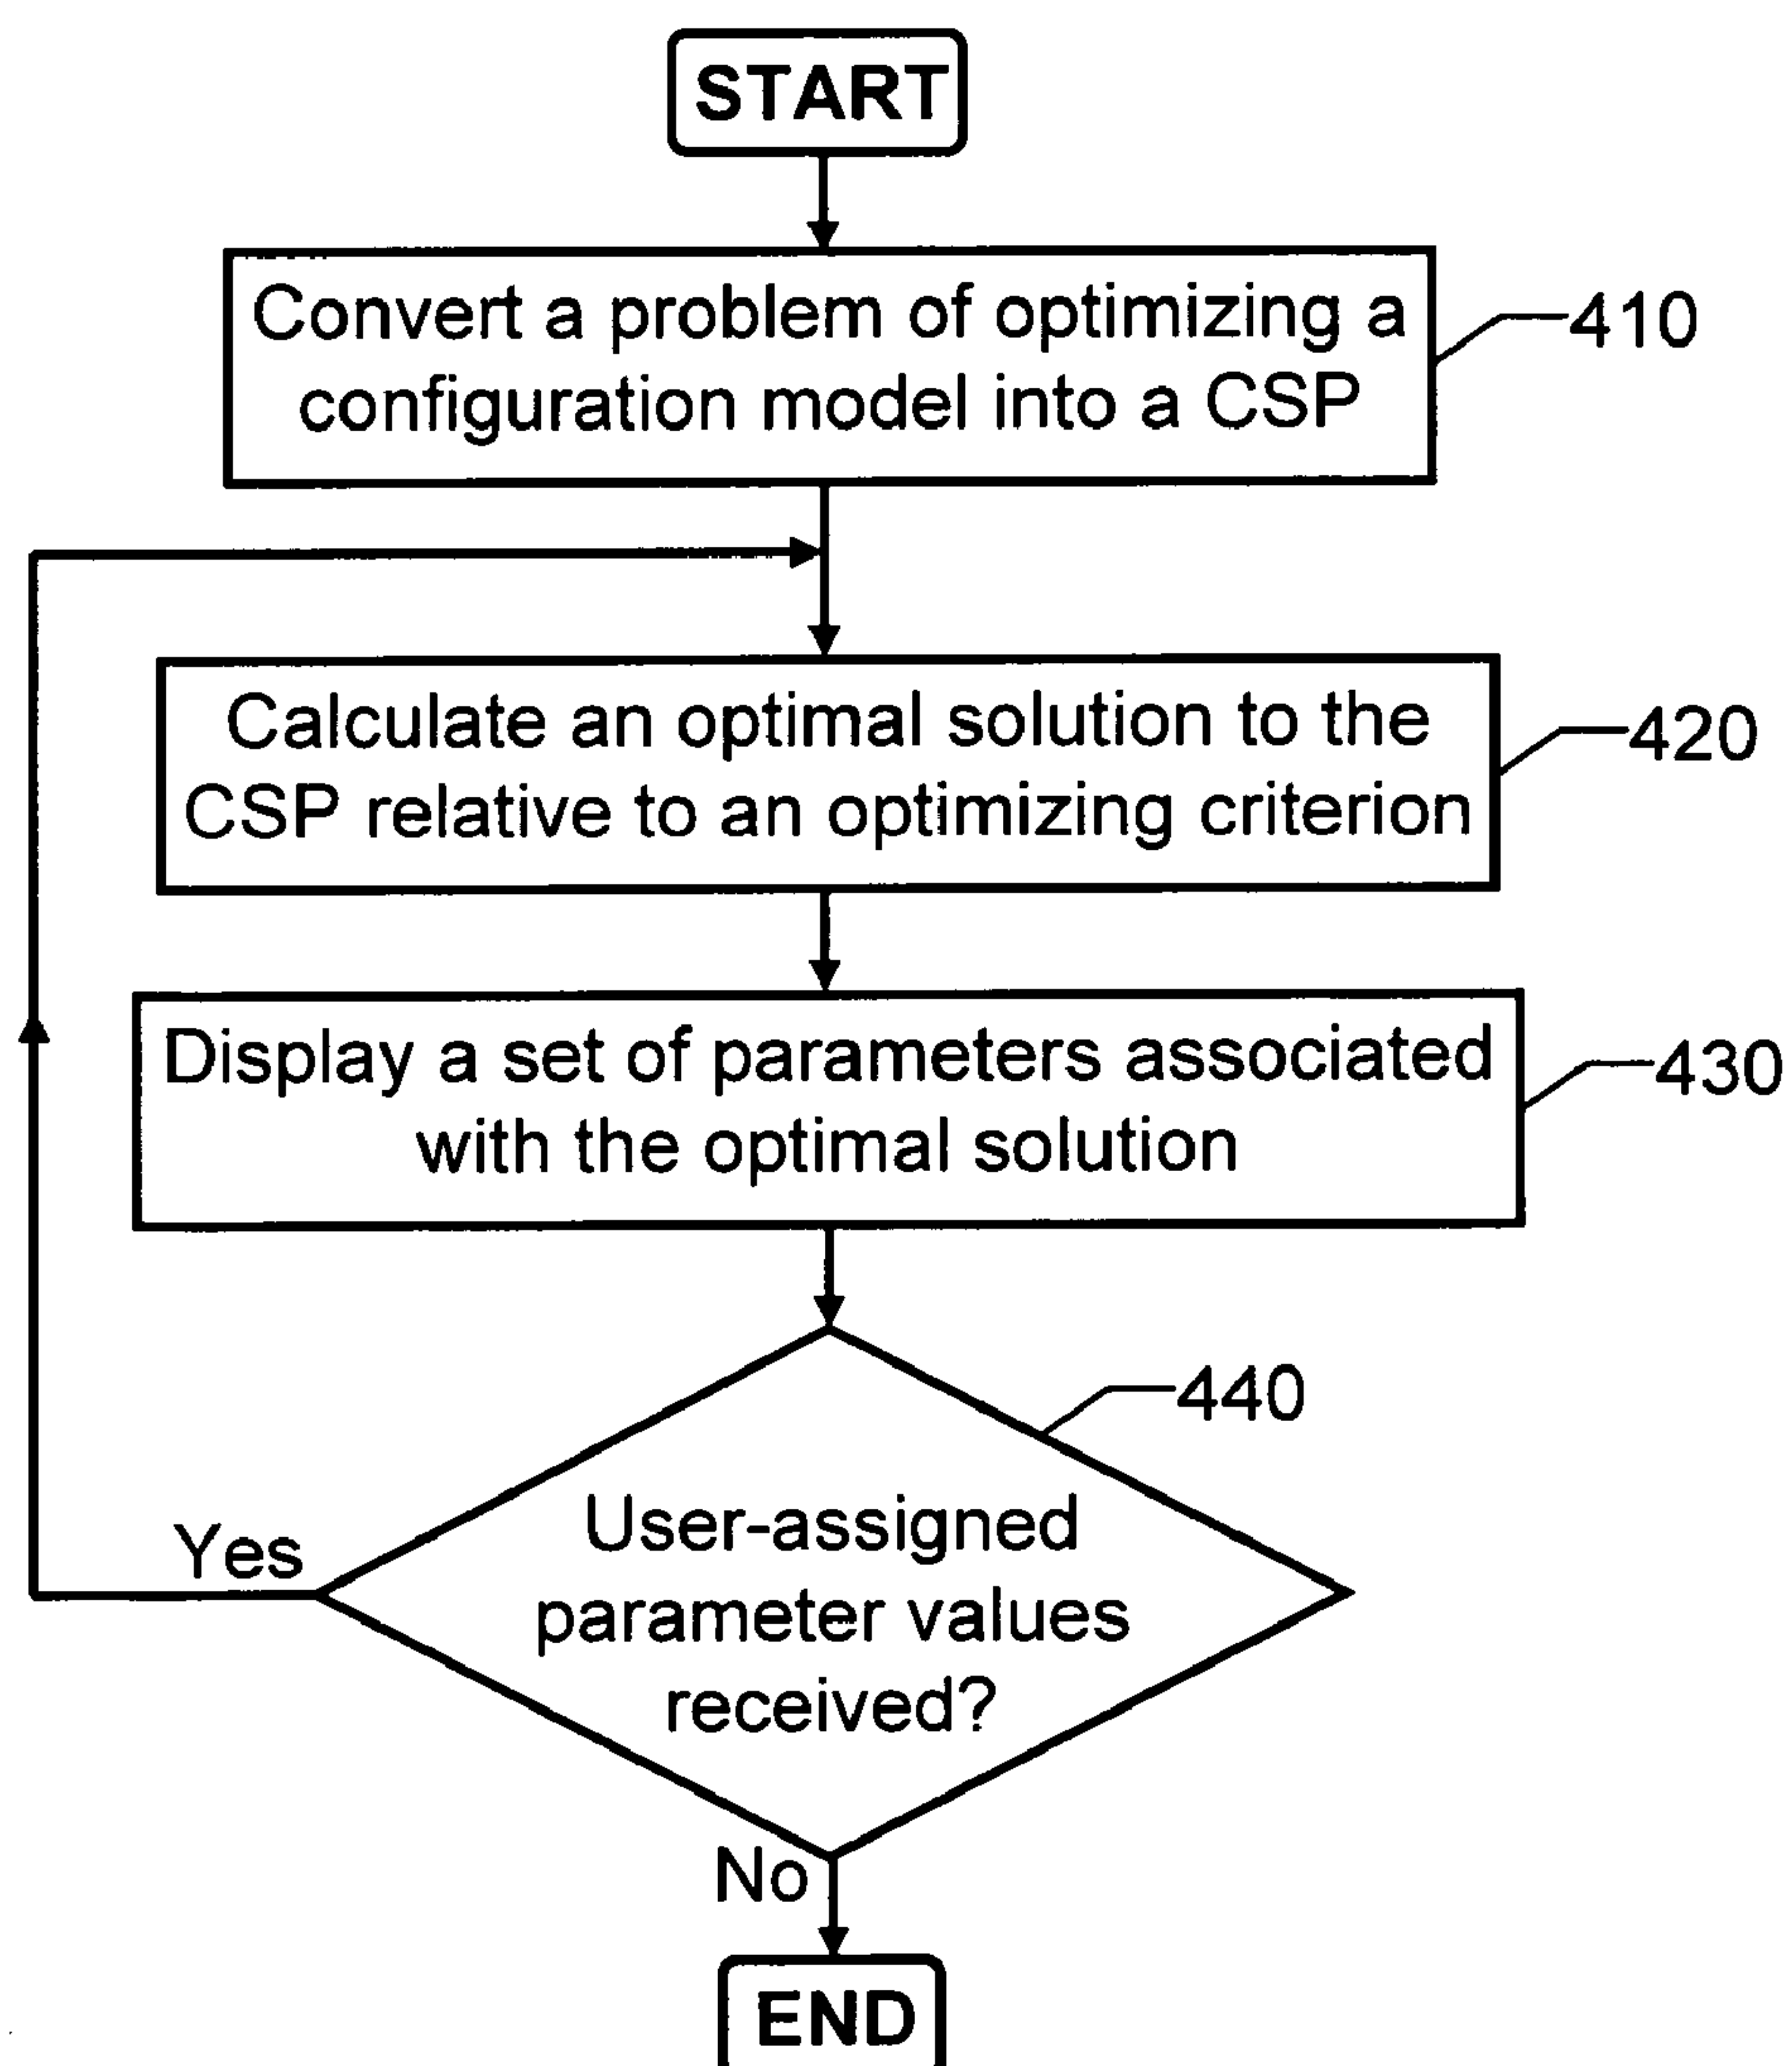 START
Convert a problem of optimizing a
configuration model into a CSP
410
Calculate an optimal solution to the
CSP relative to an optimizing criterion
420
Display a set of parameters associated
with the optimal solution
430
440
User-assigned
parameter values
received?
Yes
No
END